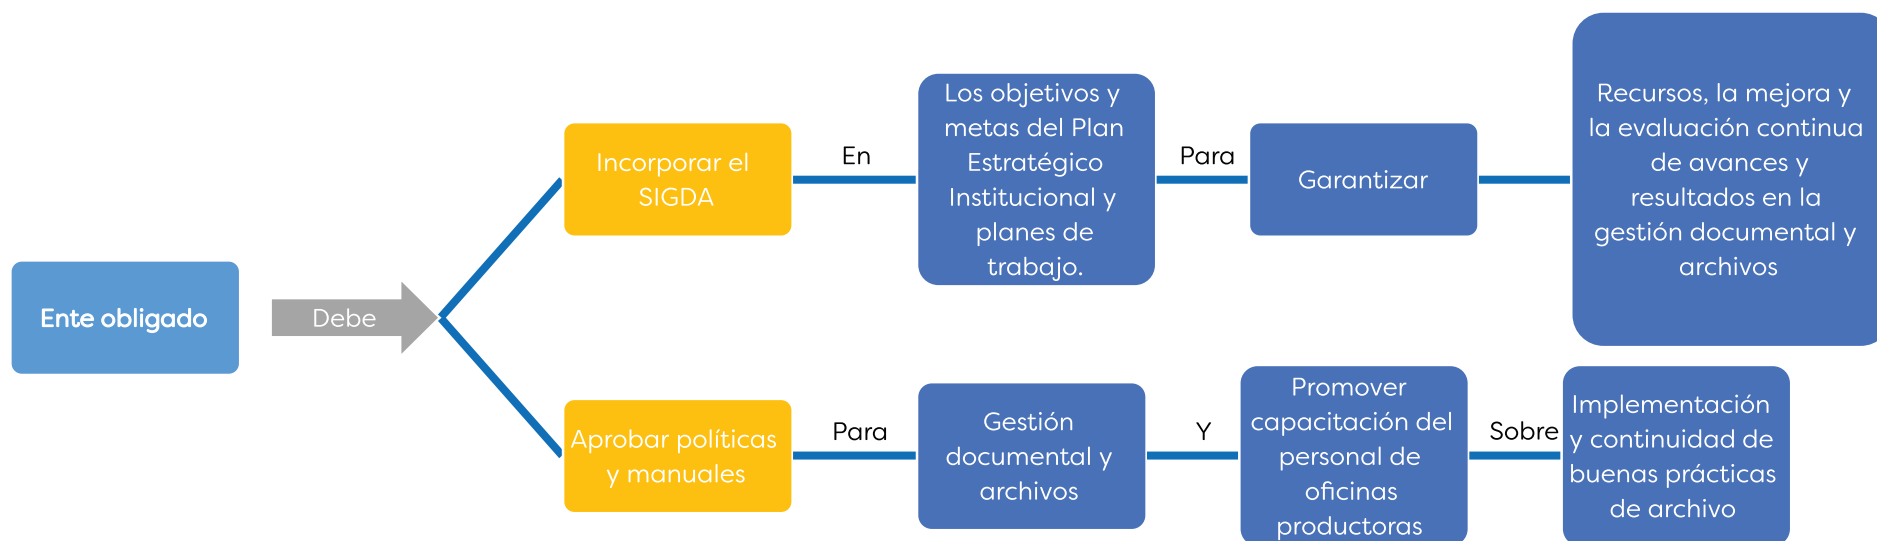 Ente obligado
Debe
Incorporar el
SIGDA
En
Los objetivos y
metas del Plan
Estratégico
Institucional y
planes de
trabajo.
Para
Garantizar
Recursos, la mejora y
la evaluación continua
de avances y
resultados en la
gestión documental y
archivos
Aprobar políticas
y manuales
Para
Gestión
documental y
archivos
Y
Promover
capacitación del
personal de
oficinas
productoras
Sobre
Implementación
y continuidad de
buenas prácticas
de archivo